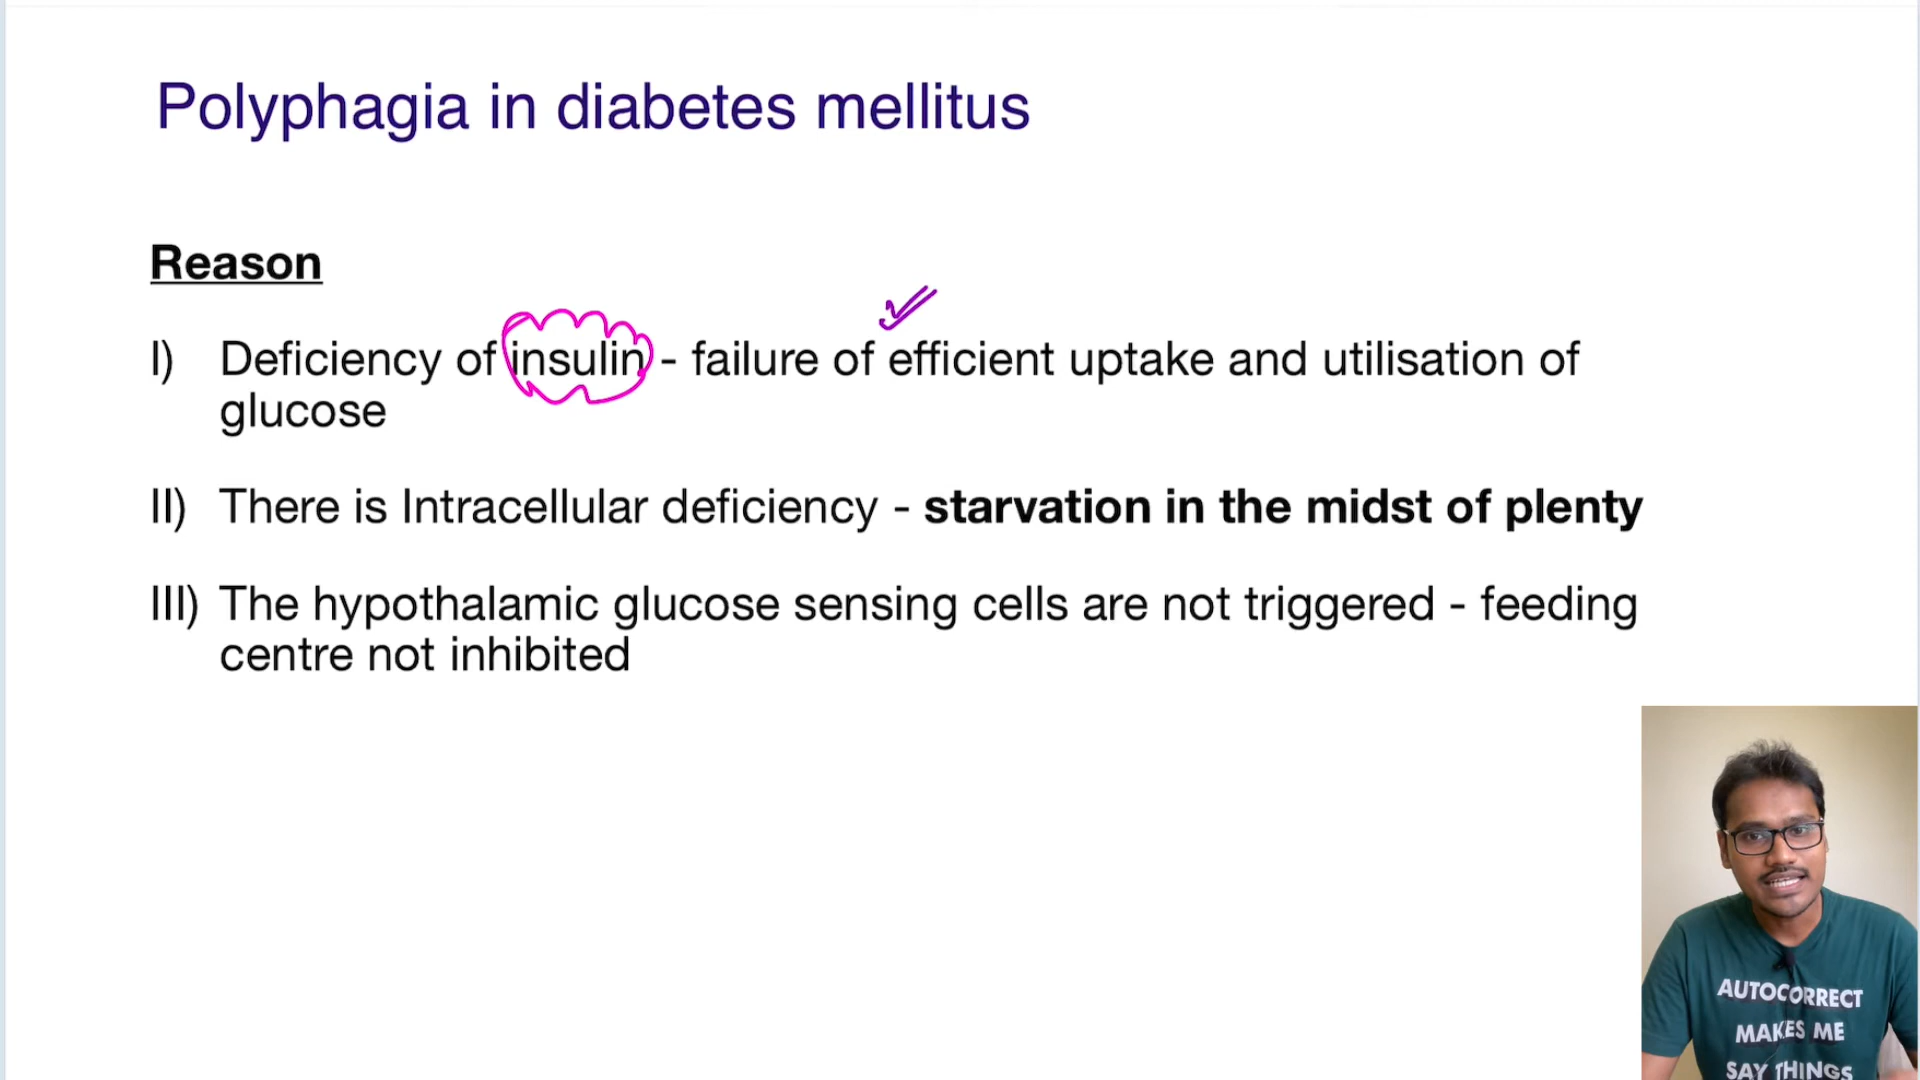 Polyphagia in diabetes mellitus
Reason
I) Deficiency of insulin - failure of efficient uptake and utilisation of
glucose
II) There is Intracellular deficiency - starvation in the midst of plenty
III) The hypothalamic glucose sensing cells are not triggered - feeding
centre not inhibited
AUTOCORRECT
MAKES ME
SAY THINGS